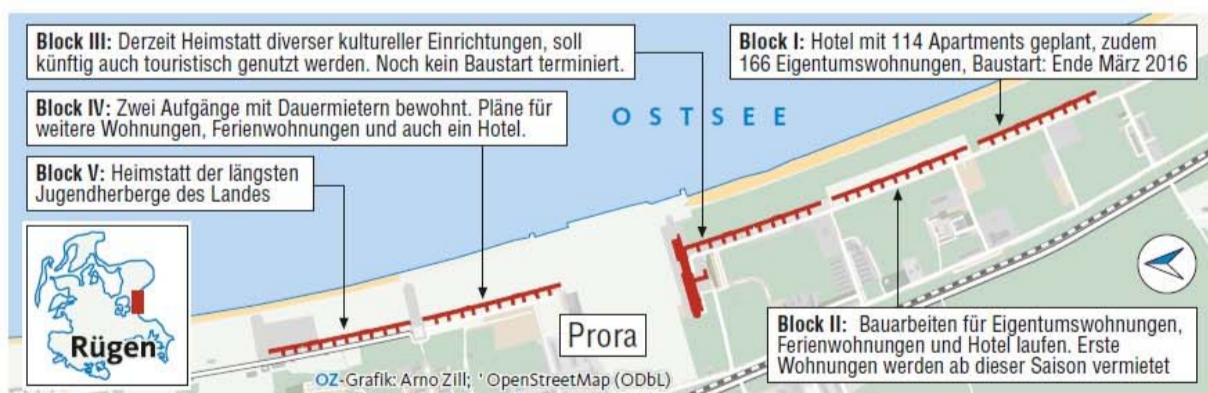 Block III: Derzeit Heimstatt diverser kultureller Einrichtungen, soll
künftig auch touristisch genutzt werden. Noch kein Baustart terminiert.
Block I: Hotel mit 114 Apartments geplant, zudem
166 Eigentumswohnungen, Baustart: Ende März 2016
Block IV: Zwei Aufgänge mit Dauermietern bewohnt. Pläne für
weitere Wohnungen, Ferienwohnungen und auch ein Hotel.
OSTSEE
Block V: Heimstatt der längsten
Jugendherberge des Landes
Rügen
Prora
Block II: Bauarbeiten für Eigentumswohnungen,
Ferienwohnungen und Hotel laufen. Erste
Wohnungen werden ab dieser Saison vermietet
OZ-Grafik: Arno Zill; ' OpenStreetMap (ODbL)